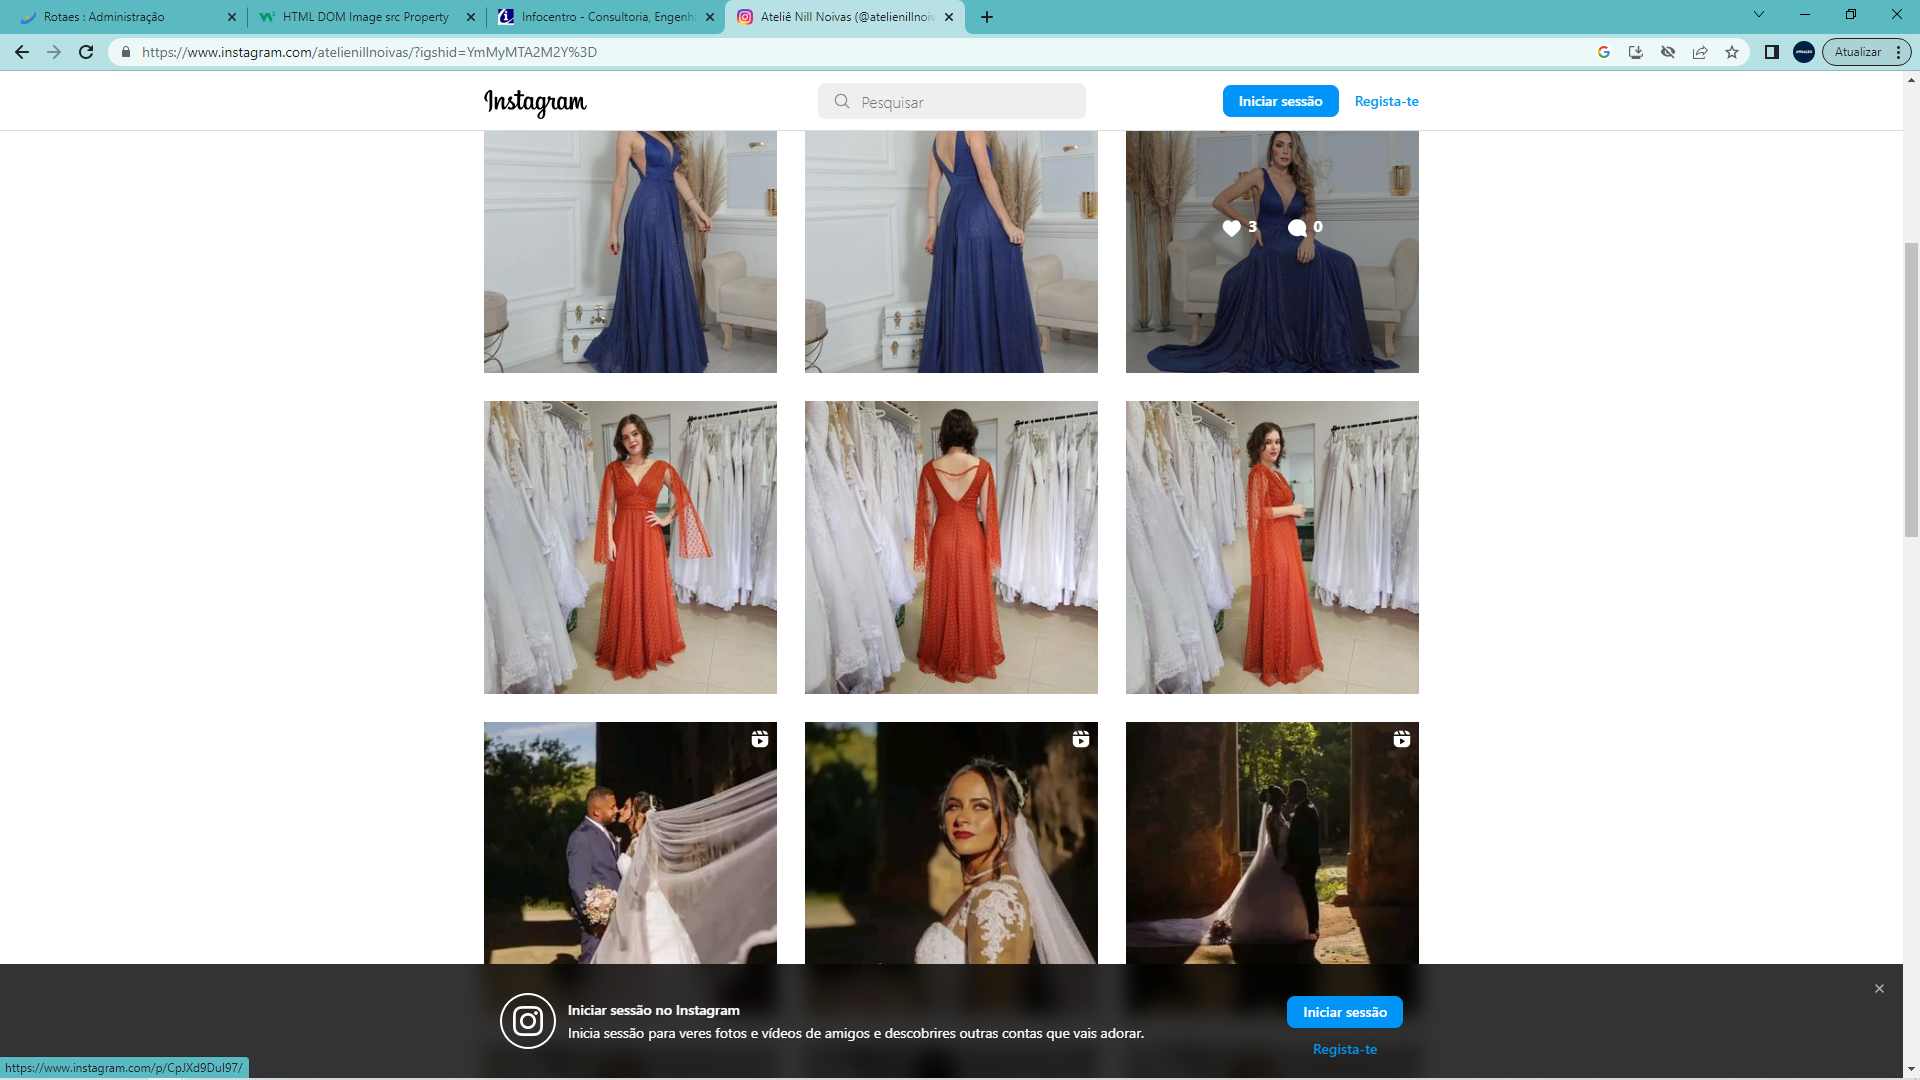 Rotaes : Administração
HTML DOM Image src Property
Infocentro - Consultoria, Engenh
Ateliê Nill Noivas (@atelienillnoiv
https://www.instagram.com/atelienillnoivas/?igshid=YmMyMTA2M2Y%3D
Atualizar
Instagram
Pesquisar
Iniciar sessão
Regista-te
3
0
Iniciar sessão no Instagram
Inicia sessão para veres fotos e vídeos de amigos e descobrires outras contas que vais adorar.
Iniciar sessão
Regista-te
https://www.instagram.com/p/CpJXd9DuI97/